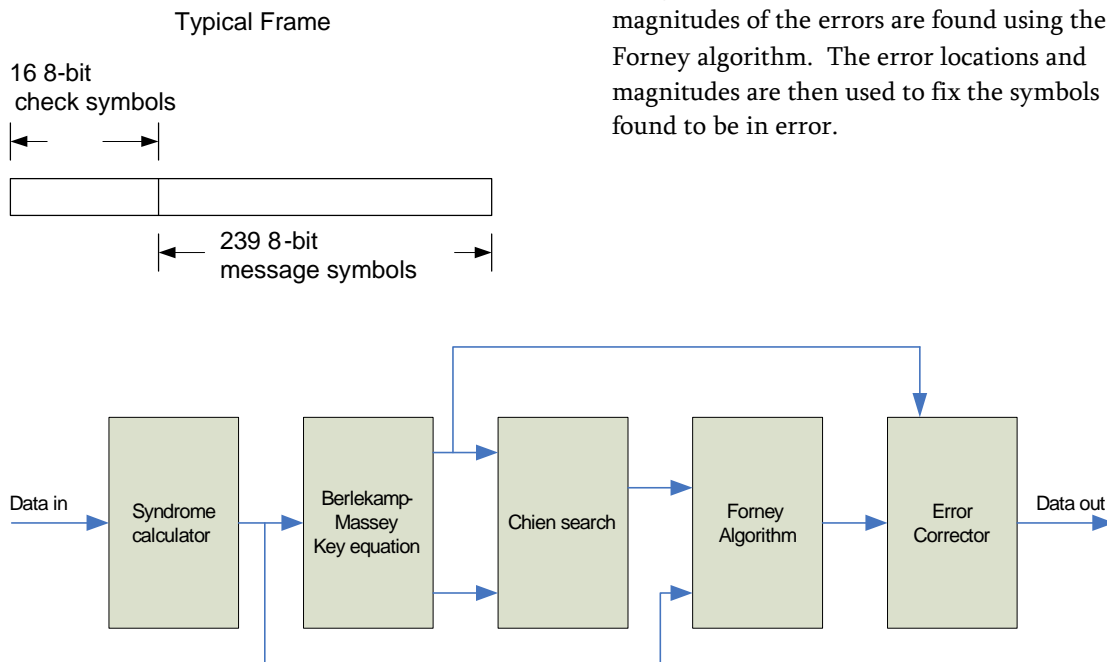 Typical Frame
16 8-bit
check symbols
239 8-bit
message symbols
magnitudes of the errors are found using the
Forney algorithm. The error locations and
magnitudes are then used to fix the symbols
found to be in error.
Data in
Syndrome
calculator
Berlekamp-
Massey
Key equation
Chien search
Forney
Algorithm
Error
Corrector
Data out